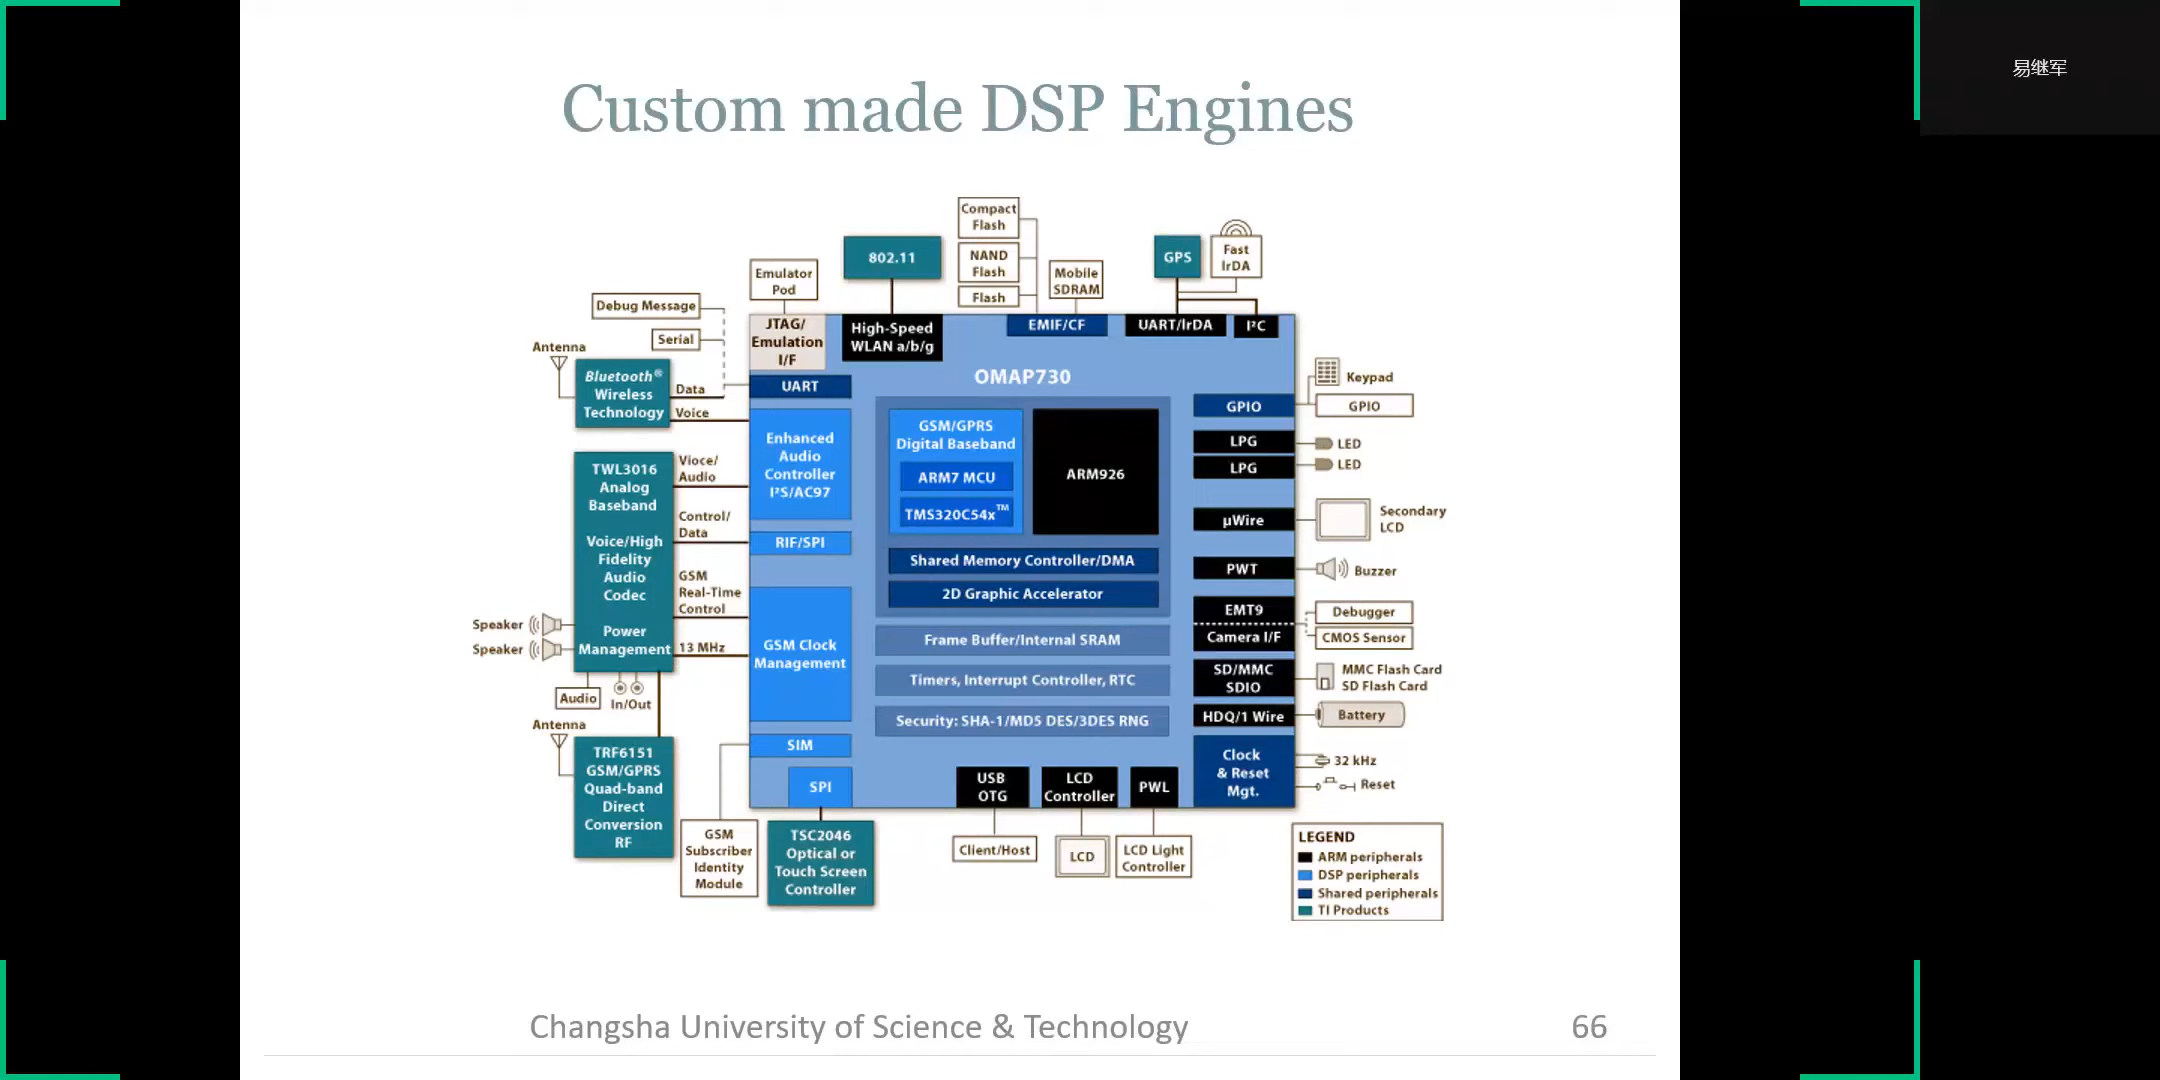 Custom made DSP Engines
易继军
Compact
Flash
NAND
Flash
Flash
Mobile
SDRAM
802.11
GPS
Fast
IrDA
Emulator
Pod
Debug Message
Serial
Antenna
Bluetooth®
Wireless
Technology
Data
Voice
JTAG/
Emulation
I/F
High-Speed
WLAN a/b/g
EMIF/CF
UART/IrDA
I²C
OMAP730
UART
Enhanced
Audio
Controller
I²S/AC97
RIF/SPI
GSM Clock
Management
SIM
SPI
GSM/GPRS
Digital Baseband
ARM7 MCU
TMS320C54x™
ARM926
Shared Memory Controller/DMA
2D Graphic Accelerator
Frame Buffer/Internal SRAM
Timers, Interrupt Controller, RTC
Security: SHA-1/MD5 DES/3DES RNG
USB
OTG
LCD
Controller
PWL
GPIO
LPG
LPG
µWire
PWT
EMT9
Camera I/F
SD/MMC
SDIO
HDQ/1 Wire
Clock
& Reset
Mgt.
Keypad
GPIO
LED
LED
Secondary
LCD
Buzzer
Debugger
CMOS Sensor
MMC Flash Card
SD Flash Card
Battery
32 kHz
Reset
TWL3016
Analog
Baseband
Voice/High
Fidelity
Audio
Codec
Power
Management
Vioce/
Audio
Control/
Data
GSM
Real-Time
Control
13 MHz
Speaker
Speaker
Audio
In/Out
Antenna
TRF6151
GSM/GPRS
Quad-band
Direct
Conversion
RF
GSM
Subscriber
Identity
Module
TSC2046
Optical or
Touch Screen
Controller
Client/Host
LCD
LCD Light
Controller
LEGEND
ARM peripherals
DSP peripherals
Shared peripherals
TI Products
Changsha University of Science & Technology
66